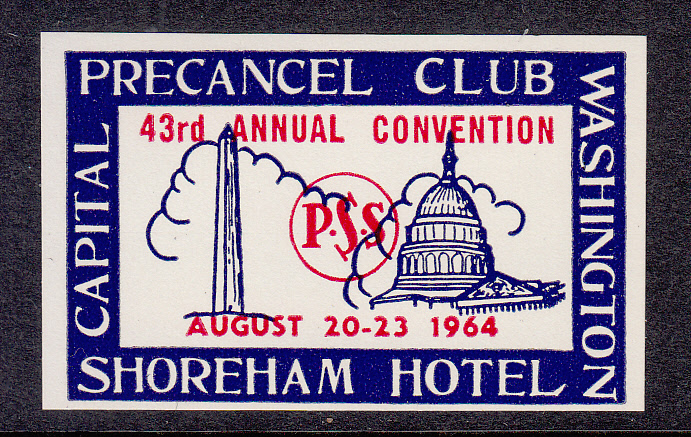 CAPITAL
PRECANCEL CLUB
WASHINGTON
43rd ANNUAL CONVENTION
P.S.S
AUGUST 20-23 1964
SHOREHAM HOTEL